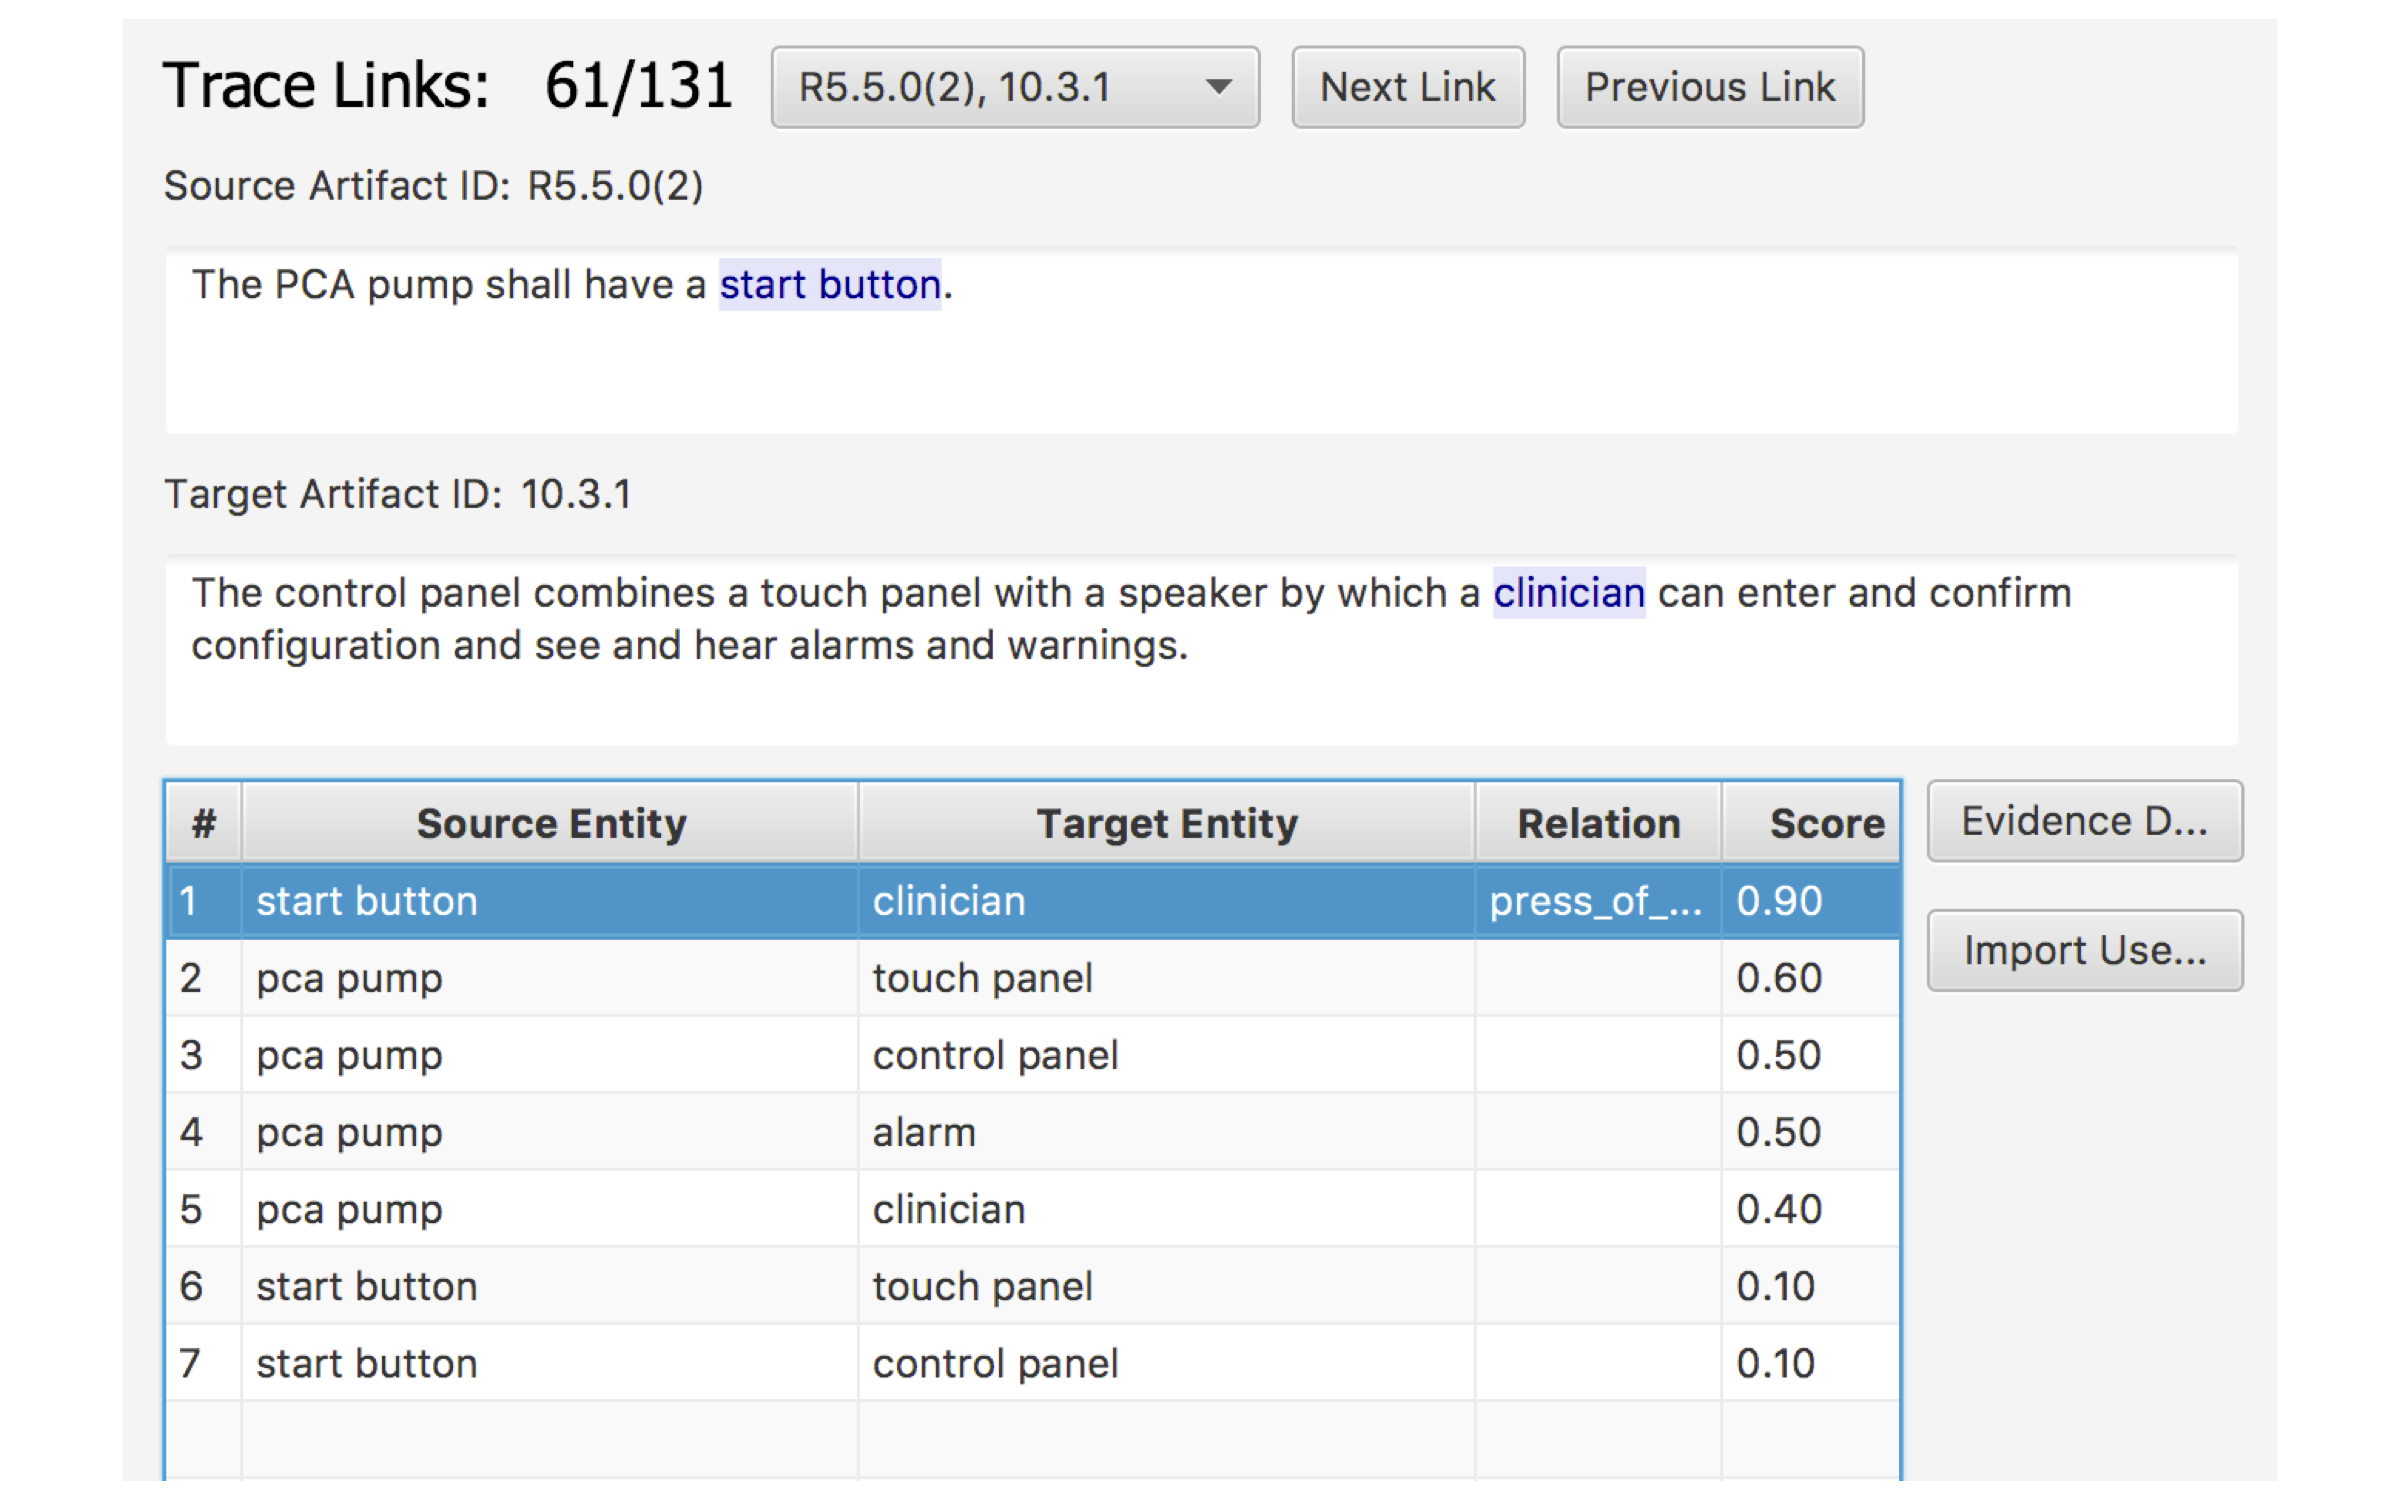 Trace Links: 61/131 R5.5.0(2), 10.3.1 Next Link Previous Link
Source Artifact ID: R5.5.0(2)
The PCA pump shall have a start button.
Target Artifact ID: 10.3.1
The control panel combines a touch panel with a speaker by which a clinician can enter and confirm
configuration and see and hear alarms and warnings.
# Source Entity Target Entity Relation Score Evidence D...
1 start button clinician press_of_... 0.90
Import Use...
2 pca pump touch panel 0.60
3 pca pump control panel 0.50
4 pca pump alarm 0.50
5 pca pump clinician 0.40
6 start button touch panel 0.10
7 start button control panel 0.10